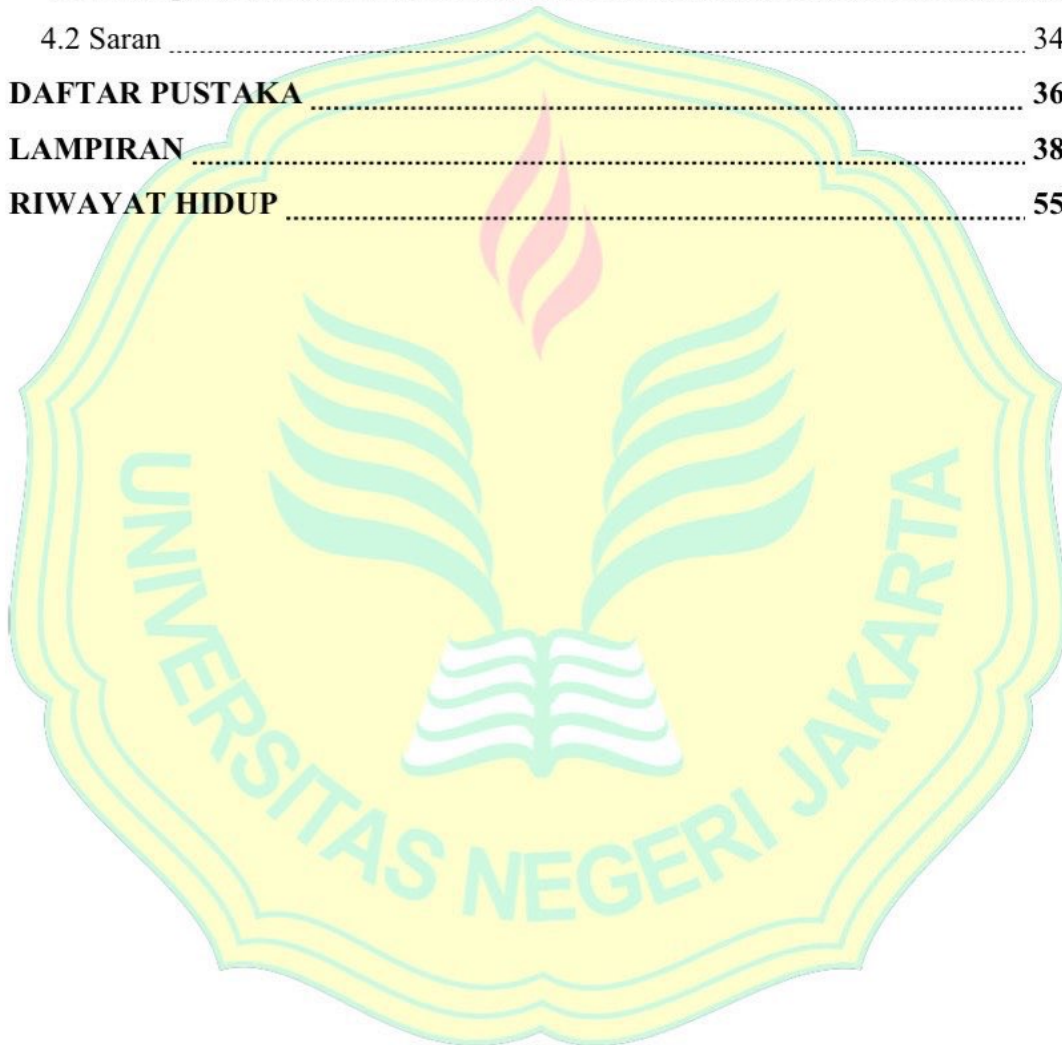 4.2 Saran 34
DAFTAR PUSTAKA 36
LAMPIRAN 38
RIWAYAT HIDUP 55
UNIVERSITAS NEGERI JAKARTA